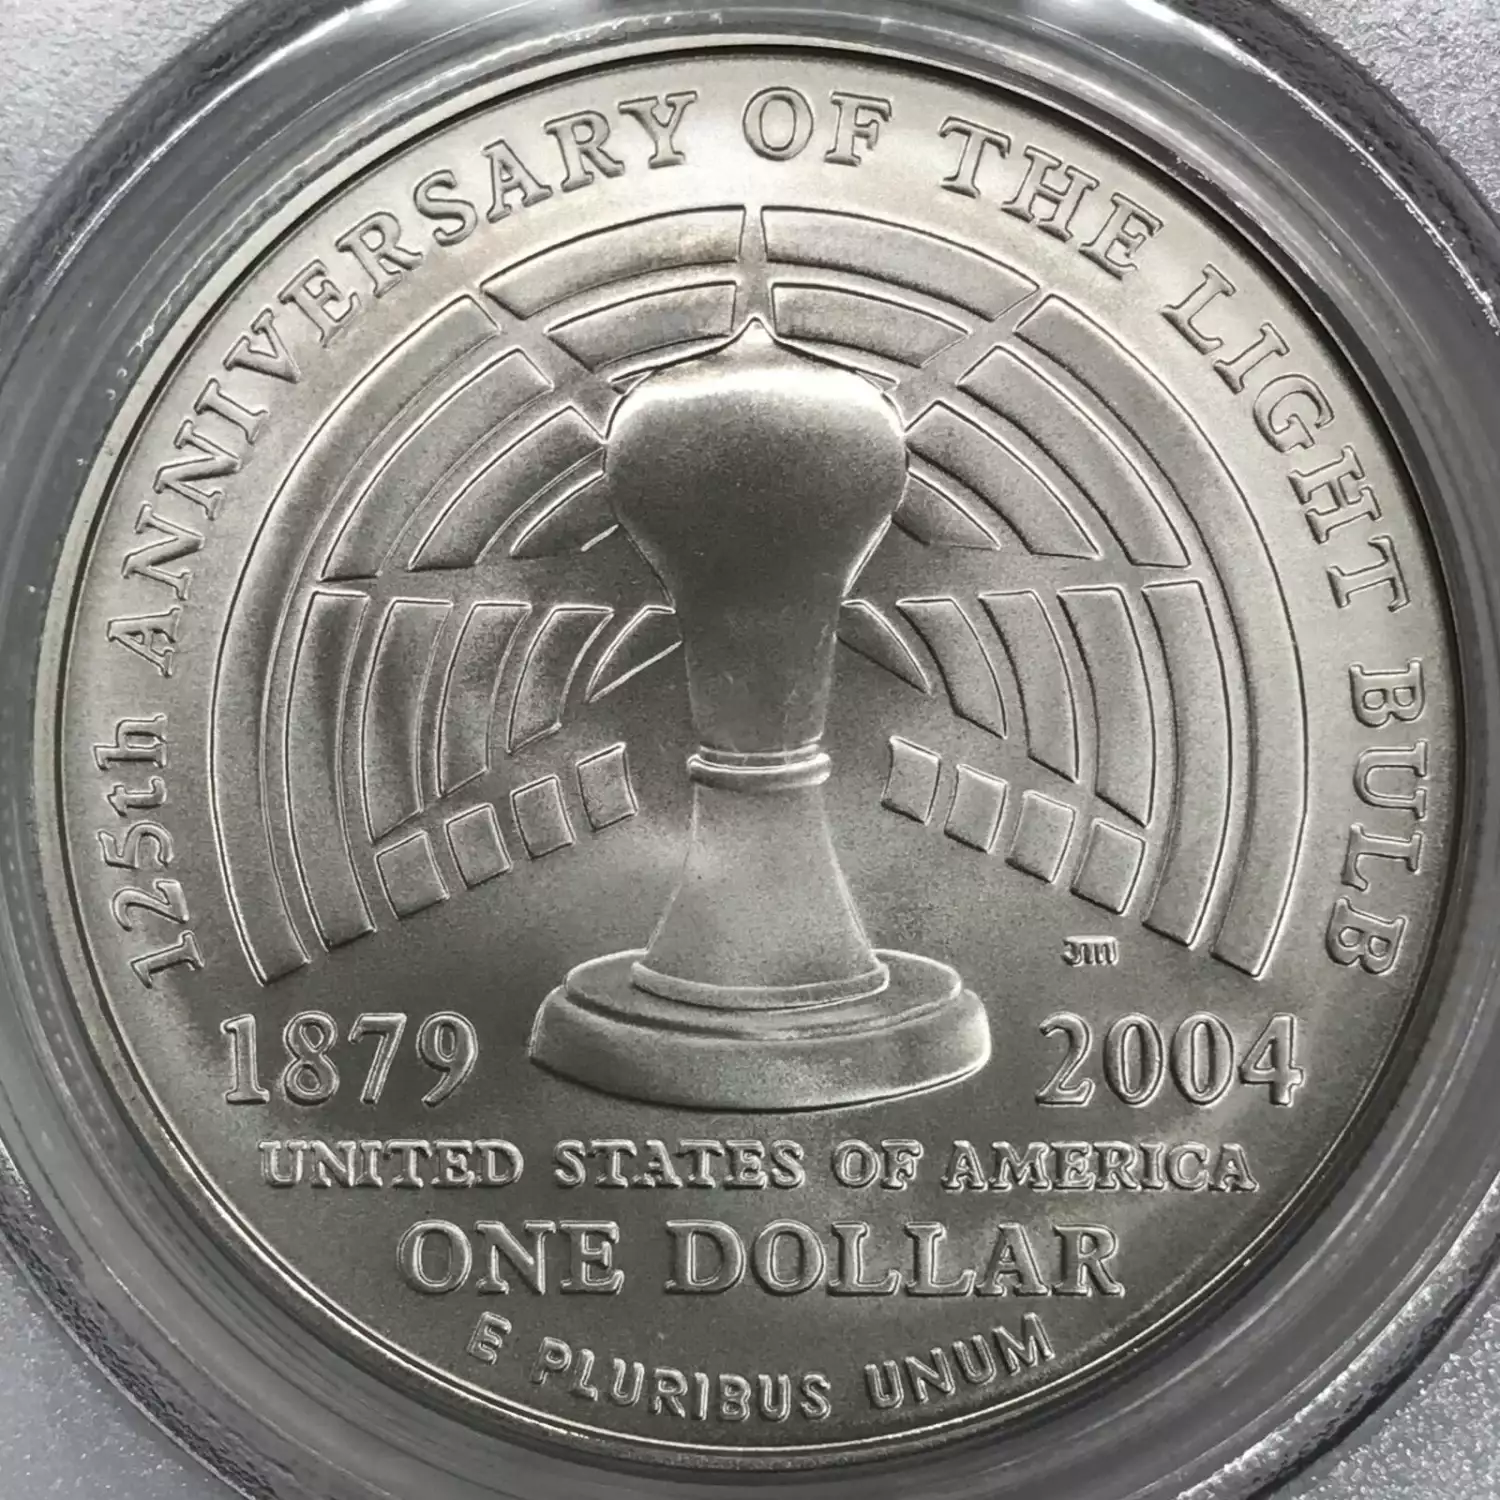 125th ANNIVERSARY OF THE LIGHT BULB
JM
1879 2004
UNITED STATES OF AMERICA
ONE DOLLAR
E PLURIBUS UNUM